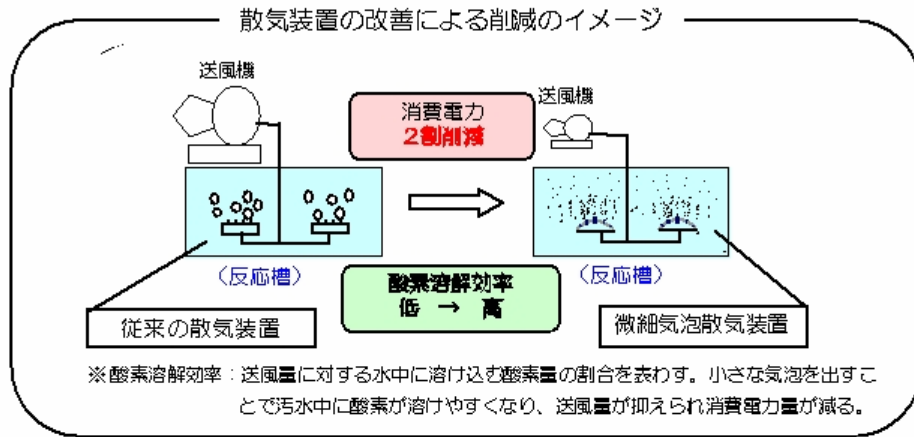 散気装置の改善による削減のイメージ
送風機
送風機
消費電力
2割削減
(反応槽)
(反応槽)
酸素溶解効率
低 → 高
従来の散気装置
微細気泡散気装置
※酸素溶解効率：送風量に対する水中に溶け込む酸素量の割合を表わす。小さな気泡を出すこ
とで汚水中に酸素が溶けやすくなり、送風量が抑えられ消費電力量が減る。